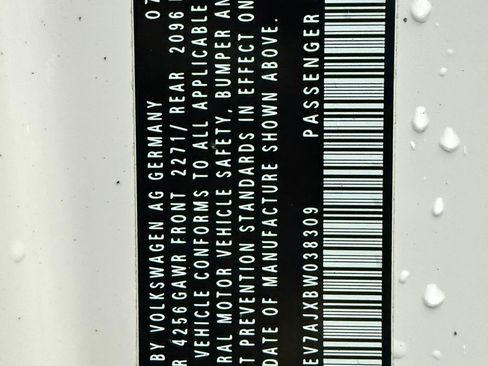 BY VOLKSWAGEN AG GERMANY 07
R 4256 GAWR FRONT 2271/ REAR 2096
VEHICLE CONFORMS TO ALL APPLICABLE
RAL MOTOR VEHICLE SAFETY, BUMPER AN
T PREVENTION STANDARDS IN EFFECT ON
DATE OF MANUFACTURE SHOWN ABOVE.
EV7AJXBW038309 PASSENGER